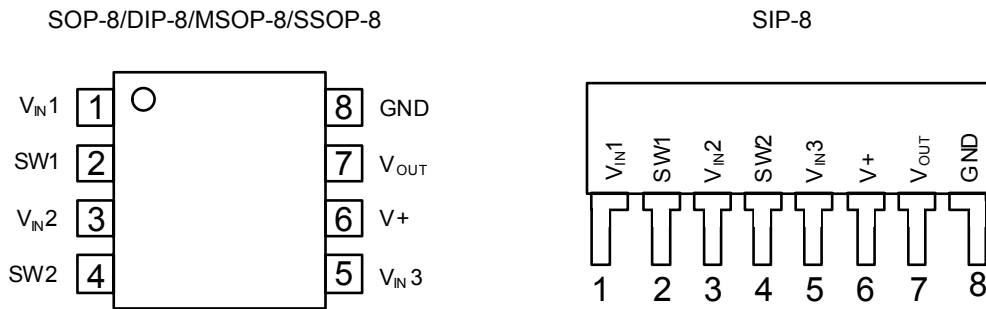 SOP-8/DIP-8/MSOP-8/SSOP-8
VIN1 1
SW1 2
VIN2 3
SW2 4
8 GND
7 VOUT
6 V+
5 VIN3
SIP-8
VIN1 SW1 VIN2 SW2 VIN3 V+ VOUT GND
1 2 3 4 5 6 7 8